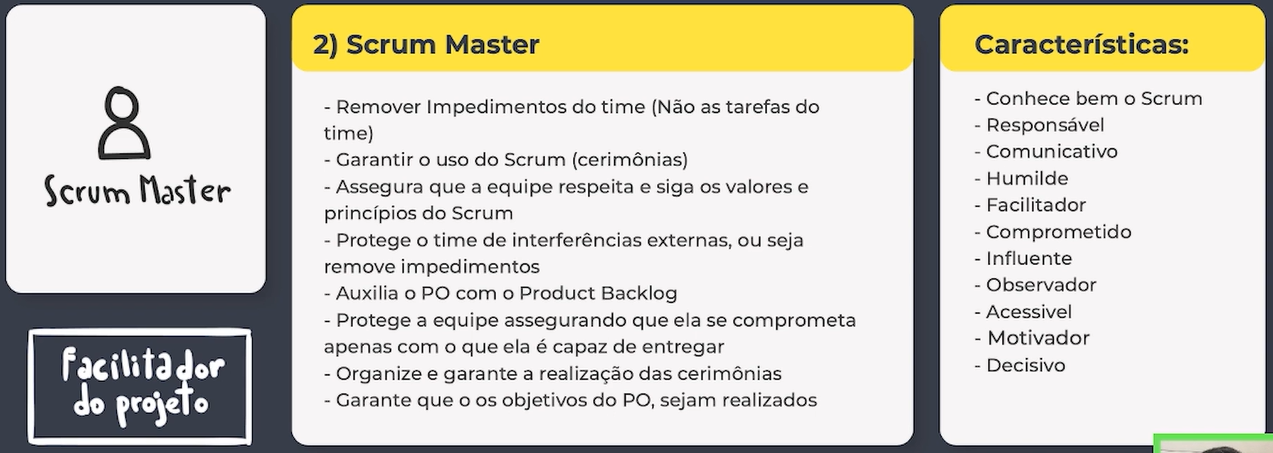 Scrum Master
Facilitador
do projeto
2) Scrum Master
- Remover Impedimentos do time (Não as tarefas do
time)
- Garantir o uso do Scrum (cerimônias)
- Assegura que a equipe respeita e siga os valores e
princípios do Scrum
- Protege o time de interferências externas, ou seja
remove impedimentos
- Auxilia o PO com o Product Backlog
- Protege a equipe assegurando que ela se comprometa
apenas com o que ela é capaz de entregar
- Organize e garante a realização das cerimônias
- Garante que o os objetivos do PO, sejam realizados
Característícas:
- Conhece bem o Scrum
- Responsável
- Comunicativo
- Humilde
- Facilitador
- Comprometido
- Influente
- Observador
- Acessivel
- Motivador
- Decisivo